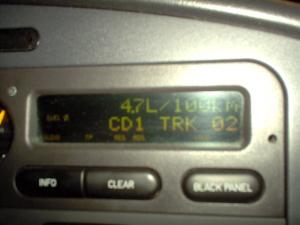 4.7L/100KM
CD1 TRK 02
INFO
CLEAR
BLACK PANEL